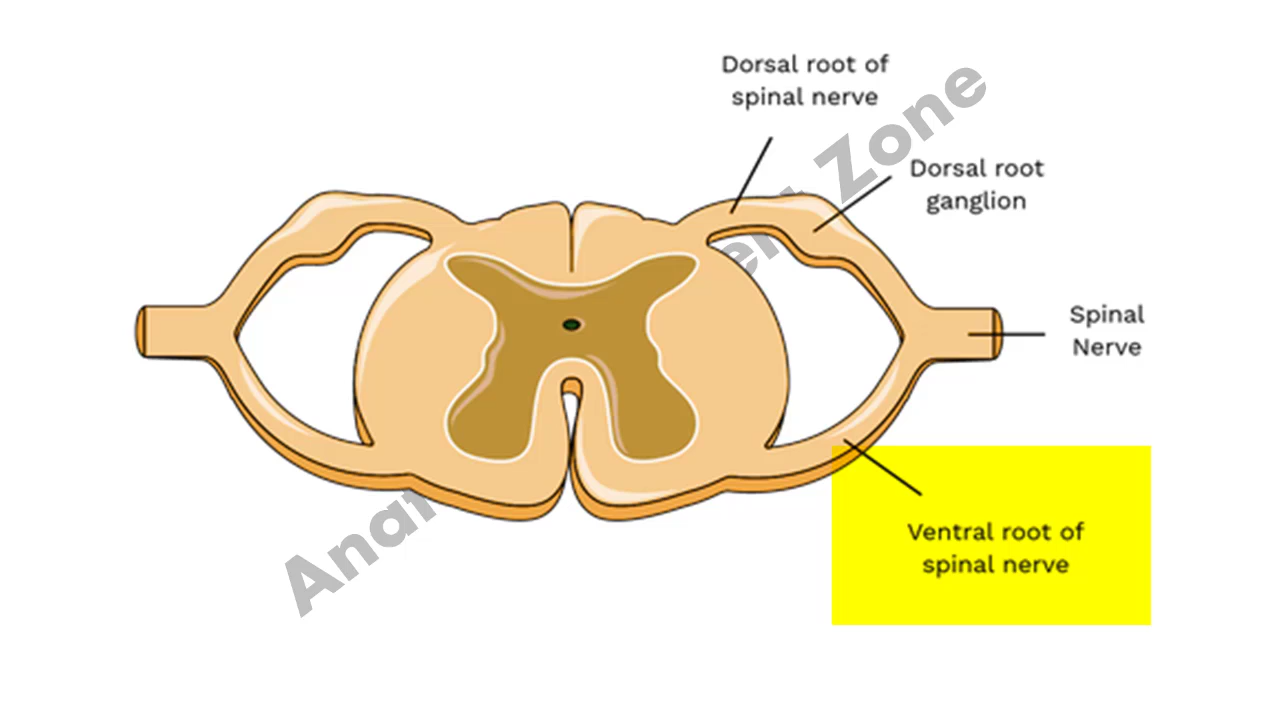 Dorsal root of
spinal nerve
Zone
Dorsal root
ganglion
Spinal
Nerve
Ventral root of
spinal nerve